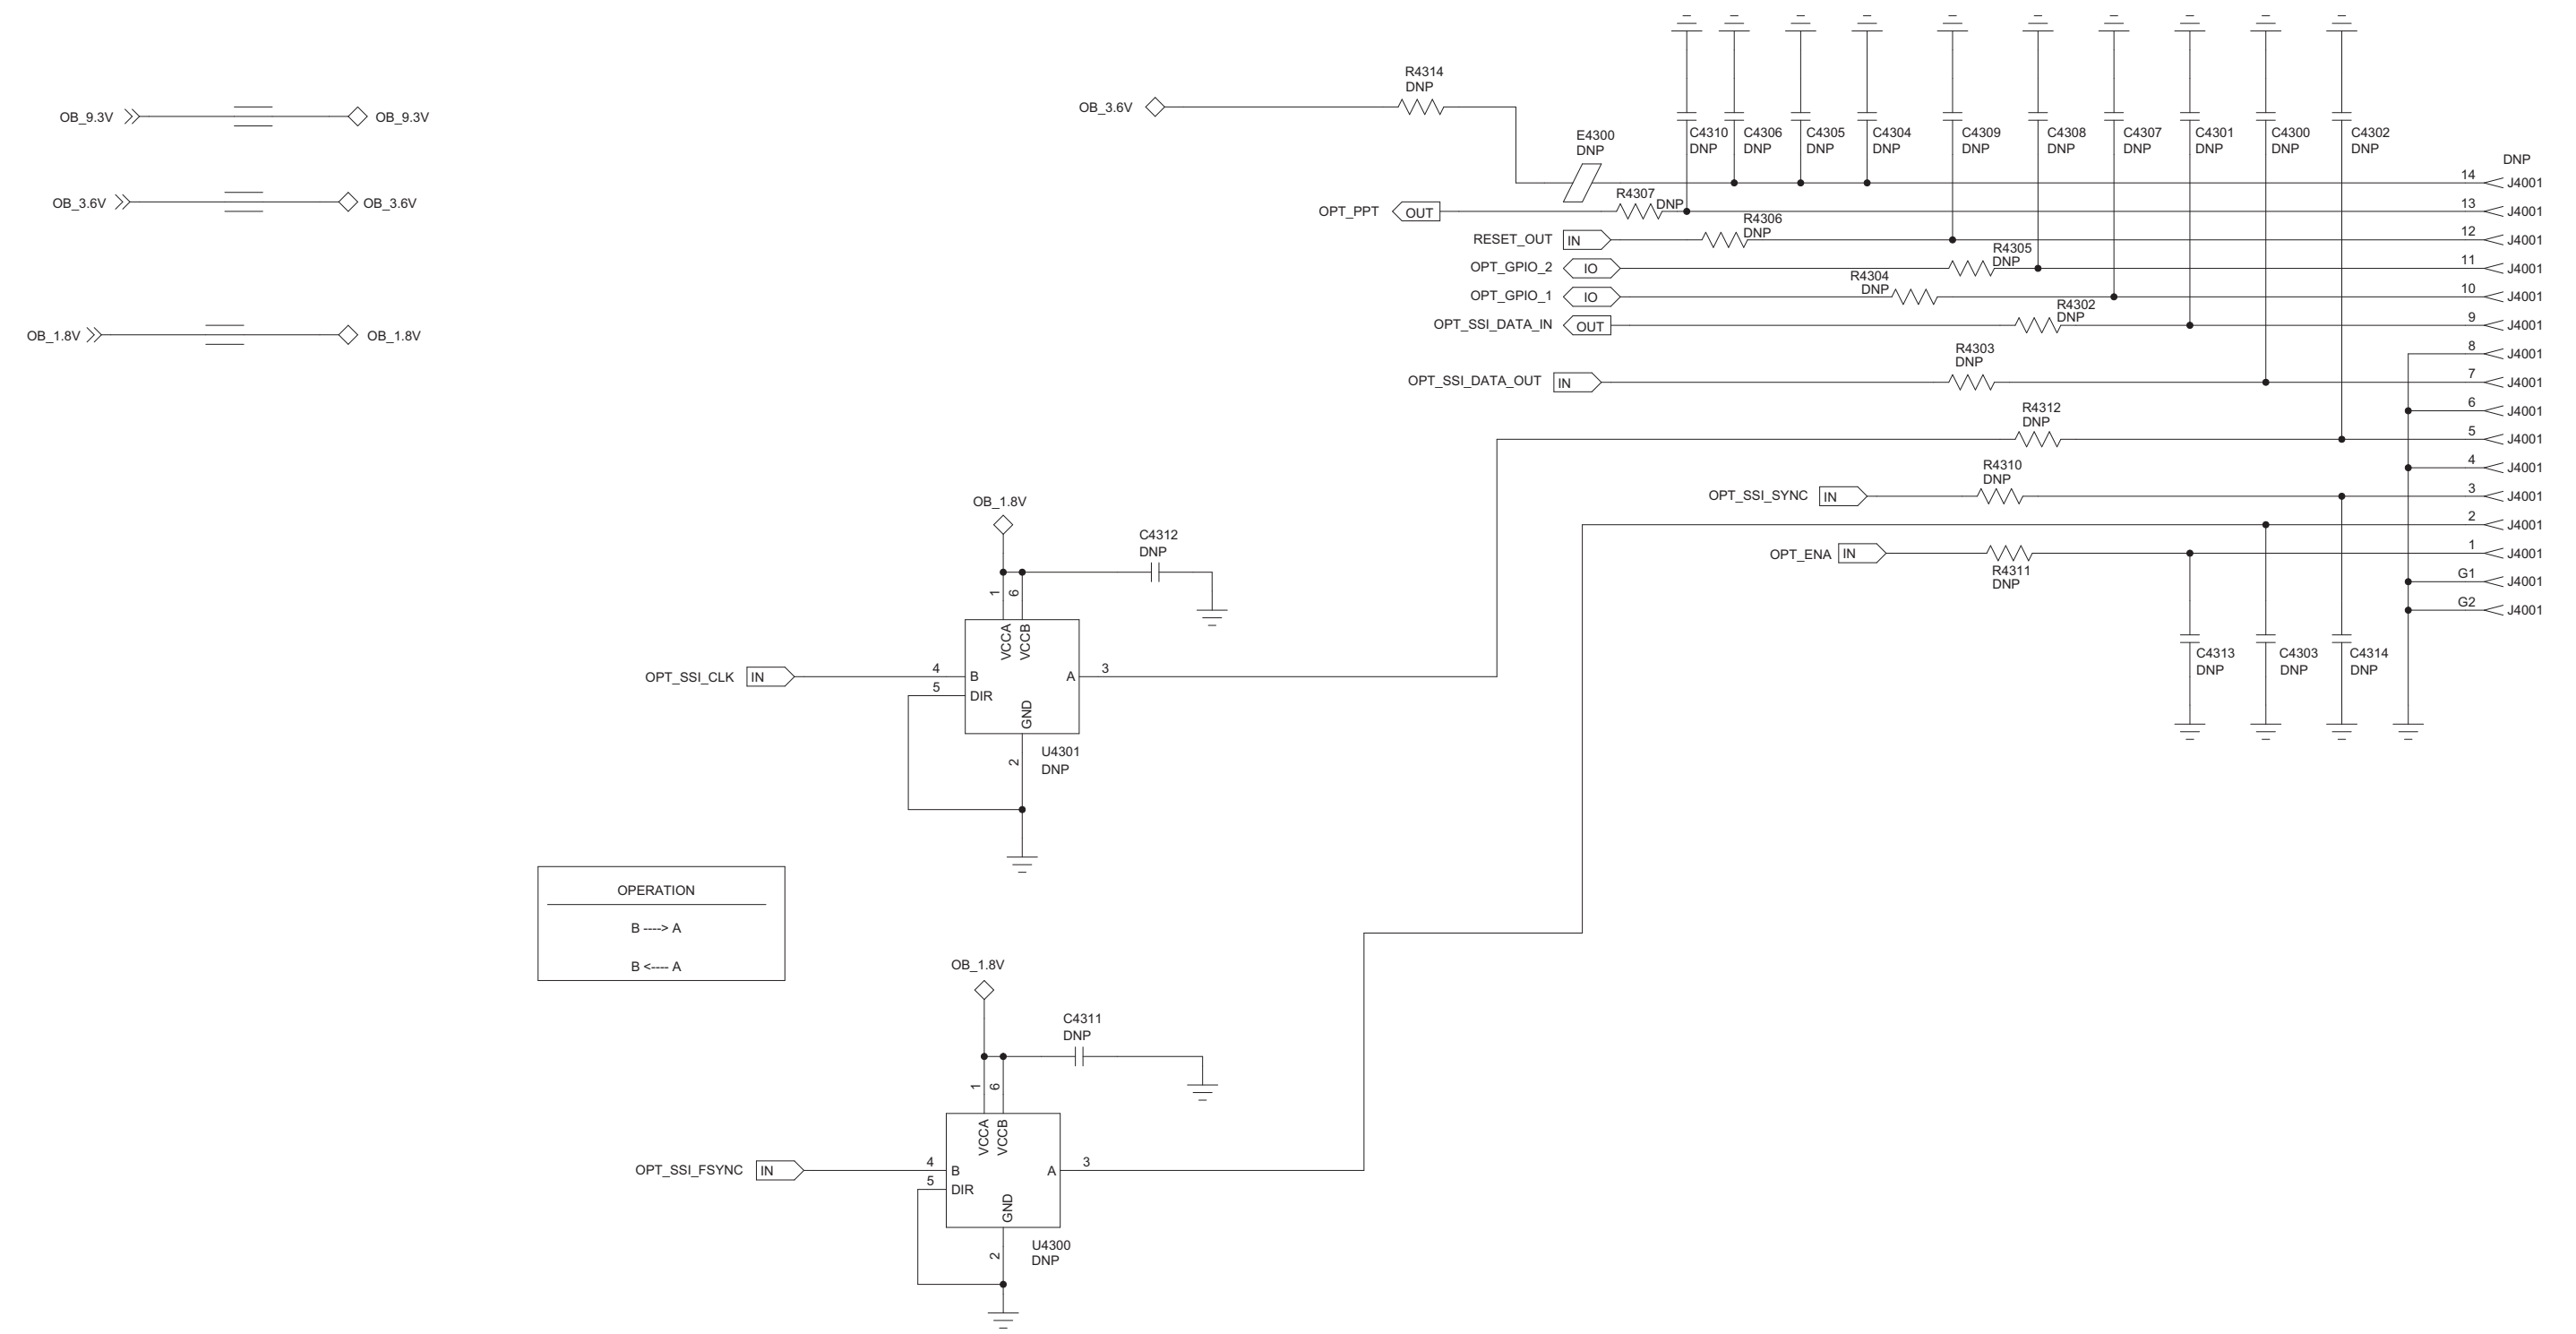 OB_9.3V
OB_9.3V
OB_3.6V
OB_3.6V
OB_1.8V
OB_1.8V
R4314
DNP
OB_3.6V
E4300
DNP
C4310
DNP
C4306
DNP
C4305
DNP
C4304
DNP
C4309
DNP
C4308
DNP
C4307
DNP
C4301
DNP
C4300
DNP
C4302
DNP
DNP
14 J4001
OPT_PPT OUT
R4307
DNP
13 J4001
RESET_OUT IN
R4306
DNP
12 J4001
OPT_GPIO_2 IO
R4305
DNP
11 J4001
OPT_GPIO_1 IO
R4304
DNP
10 J4001
OPT_SSI_DATA_IN OUT
R4302
DNP
9 J4001
8 J4001
OPT_SSI_DATA_OUT IN
R4303
DNP
7 J4001
6 J4001
R4312
DNP
5 J4001
4 J4001
OPT_SSI_SYNC IN
R4310
DNP
3 J4001
2 J4001
OPT_ENA IN
R4311
DNP
1 J4001
G1 J4001
G2 J4001
C4313
DNP
C4303
DNP
C4314
DNP
OB_1.8V
C4312
DNP
1
6
VCCA
VCCB
OPT_SSI_CLK IN
4 B
A 3
5 DIR
GND
2
U4301
DNP
OPERATION
B ----> A
B <---- A
OB_1.8V
C4311
DNP
1
6
VCCA
VCCB
OPT_SSI_FSYNC IN
4 B
A 3
5 DIR
GND
2
U4300
DNP